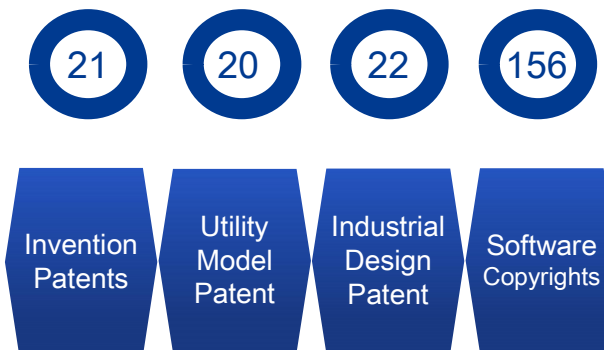 21
20
22
156
Invention
Patents
Utility
Model
Patent
Industrial
Design
Patent
Software
Copyrights